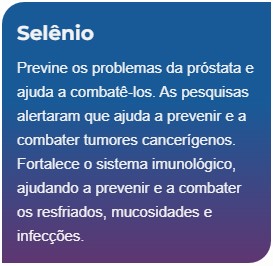 Selênio
Previne os problemas da próstata e
ajuda a combatê-los. As pesquisas
alertaram que ajuda a prevenir e a
combater tumores cancerígenos.
Fortalece o sistema imunológico,
ajudando a prevenir e a combater
os resfriados, mucosidades e
infecções.